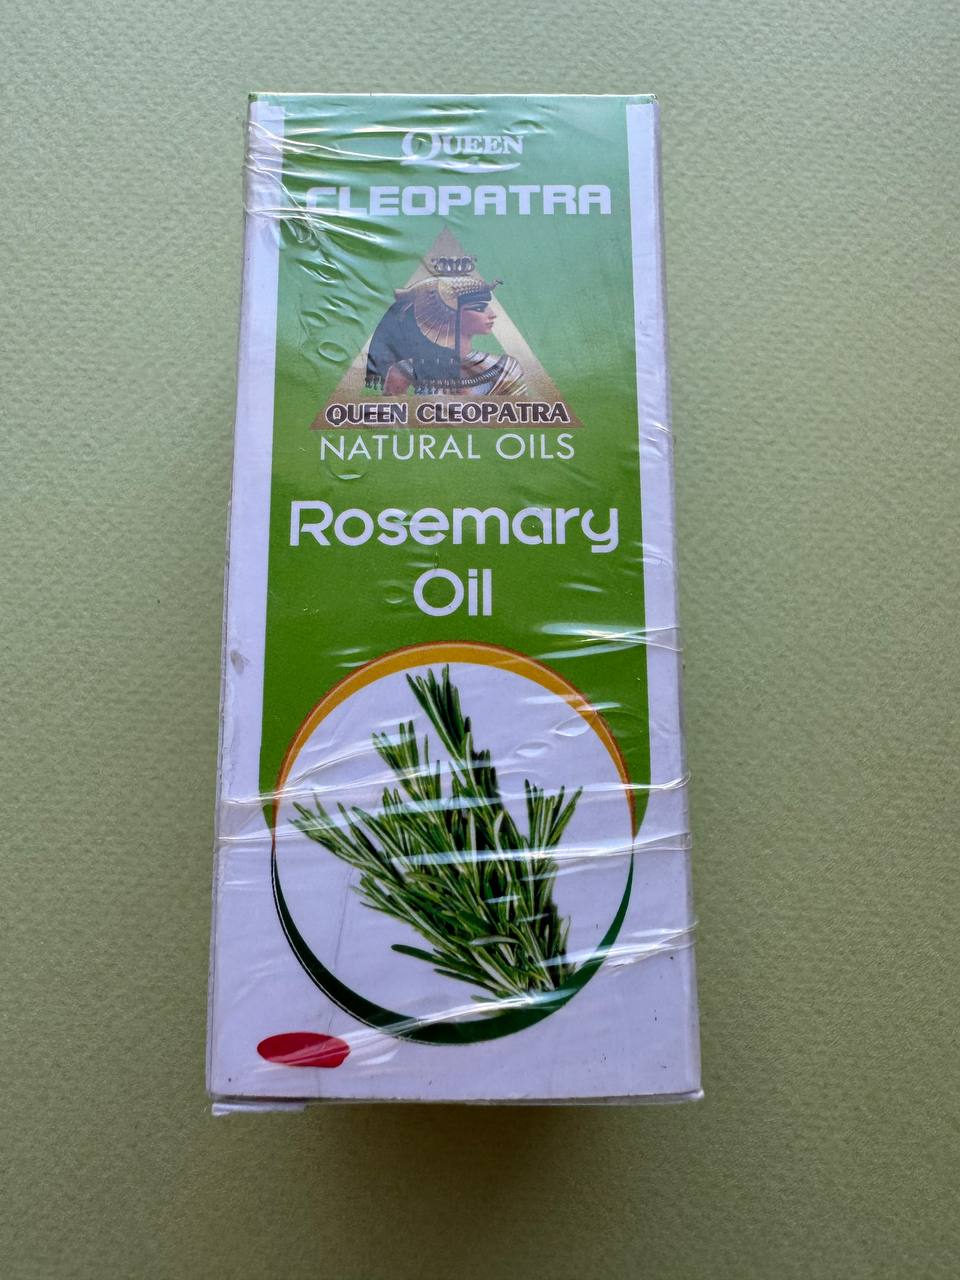 QUEEN
CLEOPATRA
QUEEN CLEOPATRA
NATURAL OILS
Rosemary
Oil